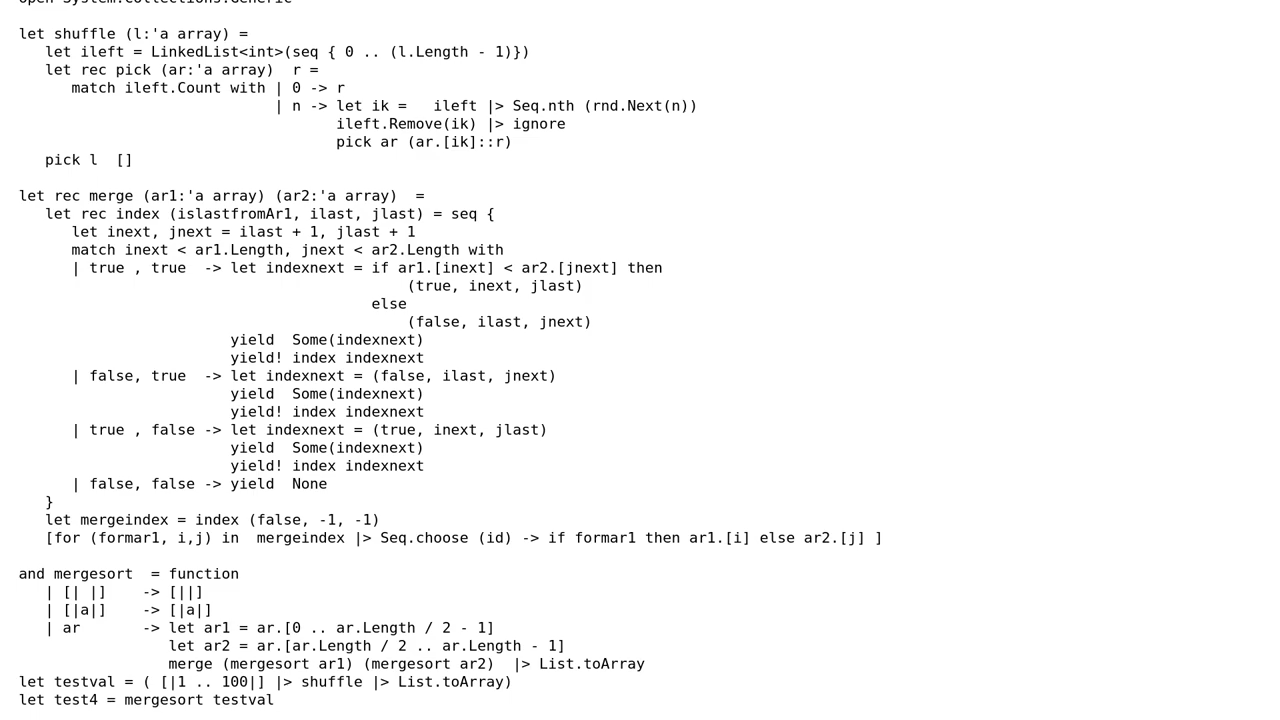 open System.Collections.Generic
let shuffle (l:'a array) =
   let ileft = LinkedList<int>(seq { 0 .. (l.Length - 1)})
   let rec pick (ar:'a array)  r =
      match ileft.Count with | 0 -> r
                             | n -> let ik =   ileft |> Seq.nth (rnd.Next(n))
                                    ileft.Remove(ik) |> ignore
                                    pick ar (ar.[ik]::r)
   pick l  []
let rec merge (ar1:'a array) (ar2:'a array)  =
   let rec index (islastfromAr1, ilast, jlast) = seq {
      let inext, jnext = ilast + 1, jlast + 1
      match inext < ar1.Length, jnext < ar2.Length with
      | true , true  -> let indexnext = if ar1.[inext] < ar2.[jnext] then
                                            (true, inext, jlast)
                                        else
                                            (false, ilast, jnext)
                        yield  Some(indexnext)
                        yield! index indexnext
      | false, true  -> let indexnext = (false, ilast, jnext)
                        yield  Some(indexnext)
                        yield! index indexnext
      | true , false -> let indexnext = (true, inext, jlast)
                        yield  Some(indexnext)
                        yield! index indexnext
      | false, false -> yield  None
   }
   let mergeindex = index (false, -1, -1)
   [for (formar1, i,j) in  mergeindex |> Seq.choose (id) -> if formar1 then ar1.[i] else ar2.[j] ]
and mergesort  = function
   | [| |]    -> [||]
   | [|a|]    -> [|a|]
   | ar       -> let ar1 = ar.[0 .. ar.Length / 2 - 1]
                 let ar2 = ar.[ar.Length / 2 .. ar.Length - 1]
                 merge (mergesort ar1) (mergesort ar2)  |> List.toArray
let testval = ( [|1 .. 100|] |> shuffle |> List.toArray)
let test4 = mergesort testval